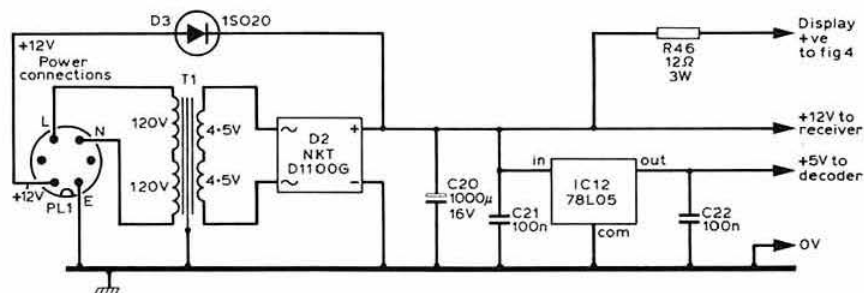 D3
1SO20
+12V
Power
connections
L
N
+12V
PL1
E
T1
120V
120V
4·5V
4·5V
~
~
+
−
D2
NKT
D1100G
C20
1000µ
16V
C21
100n
in
out
IC12
78L05
com
C22
100n
R46
12Ω
3W
Display
+ve
to fig 4
+12V to
receiver
+5V to
decoder
0V